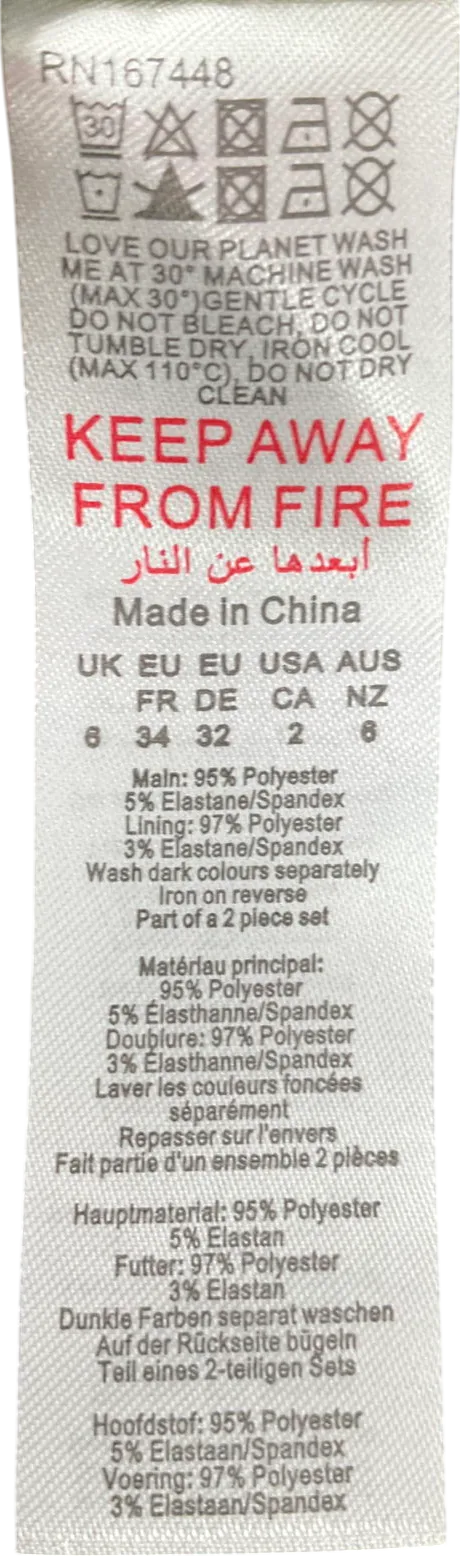 RN167448
30
LOVE OUR PLANET WASH
ME AT 30° MACHINE WASH
(MAX 30°)GENTLE CYCLE
DO NOT BLEACH, DO NOT
TUMBLE DRY, IRON COOL
(MAX 110°C), DO NOT DRY
CLEAN
KEEP AWAY
FROM FIRE
أبعدها عن النار
Made in China
UK EU EU USA AUS
FR DE CA NZ
6 34 32 2 6
Main: 95% Polyester
5% Elastane/Spandex
Lining: 97% Polyester
3% Elastane/Spandex
Wash dark colours separately
Iron on reverse
Part of a 2 piece set
Matériau principal:
95% Polyester
5% Élasthanne/Spandex
Doublure: 97% Polyester
3% Élasthanne/Spandex
Laver les couleurs foncées
séparément
Repasser sur l'envers
Fait partie d'un ensemble 2 pièces
Hauptmaterial: 95% Polyester
5% Elastan
Futter: 97% Polyester
3% Elastan
Dunkle Farben separat waschen
Auf der Rückseite bügeln
Teil eines 2-teiligen Sets
Hoofdstof: 95% Polyester
5% Elastaan/Spandex
Voering: 97% Polyester
3% Elastaan/Spandex